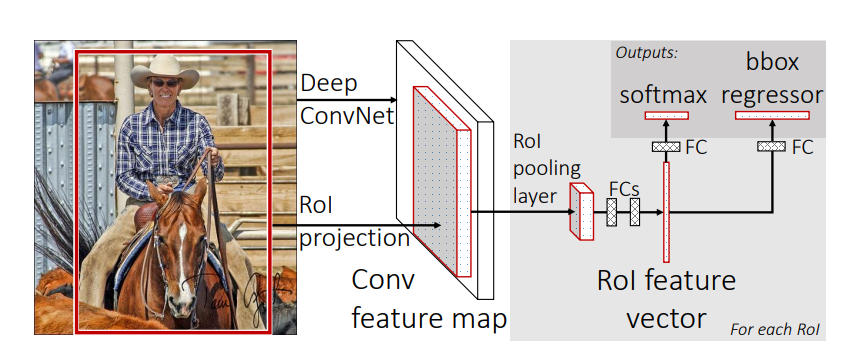 Deep
ConvNet
RoI
projection
Conv
feature map
RoI
pooling
layer
FCs
RoI feature
vector
For each RoI
Outputs:
softmax
bbox
regressor
FC
FC